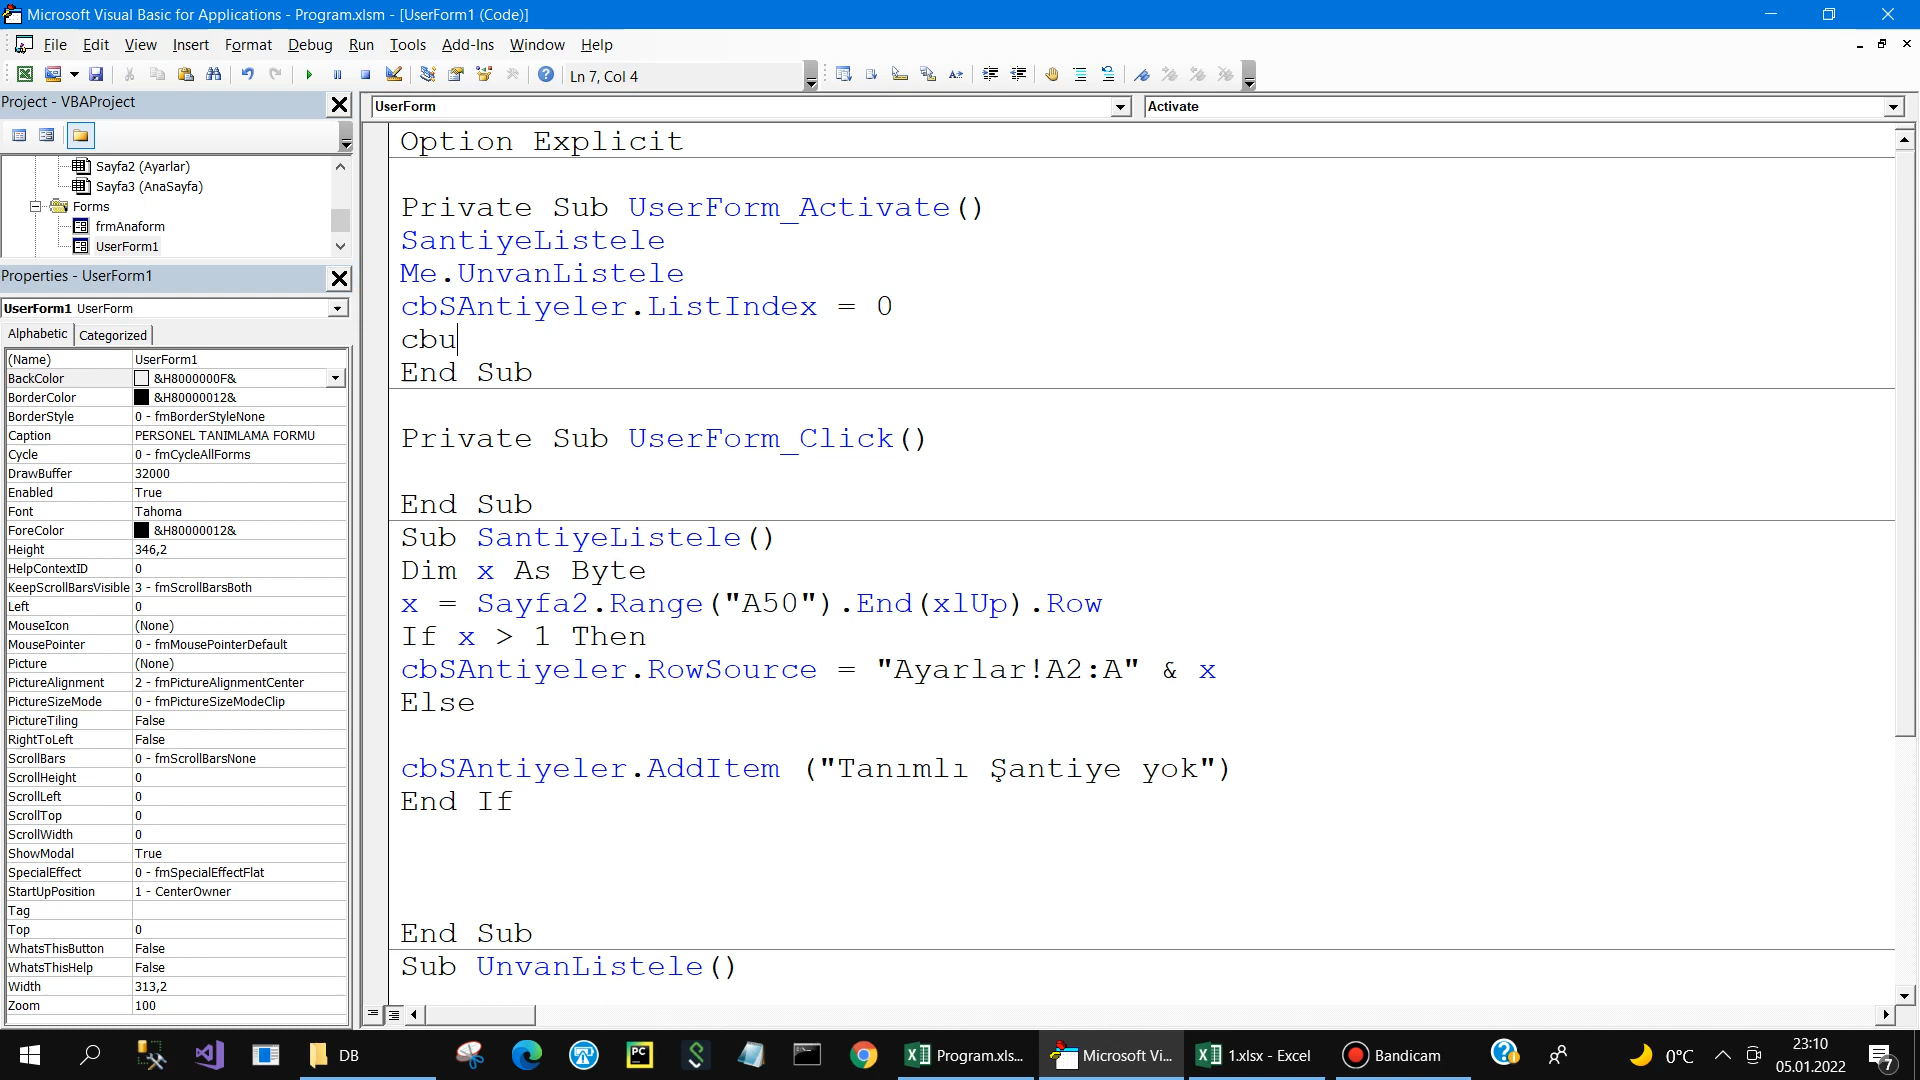 Microsoft Visual Basic for Applications - Program.xlsm - [UserForm1 (Code)]
File Edit View Insert Format Debug Run Tools Add-Ins Window Help
Ln 7, Col 4
Project - VBAProject
UserForm
Activate
Sayfa2 (Ayarlar)
Sayfa3 (AnaSayfa)
Forms
frmAnaform
UserForm1
Properties - UserForm1
UserForm1 UserForm
Alphabetic Categorized
(Name) UserForm1
BackColor &H8000000F&
BorderColor &H80000012&
BorderStyle 0 - fmBorderStyleNone
Caption PERSONEL TANIMLAMA FORMU
Cycle 0 - fmCycleAllForms
DrawBuffer 32000
Enabled True
Font Tahoma
ForeColor &H80000012&
Height 346,2
HelpContextID 0
KeepScrollBarsVisible 3 - fmScrollBarsBoth
Left 0
MouseIcon (None)
MousePointer 0 - fmMousePointerDefault
Picture (None)
PictureAlignment 2 - fmPictureAlignmentCenter
PictureSizeMode 0 - fmPictureSizeModeClip
PictureTiling False
RightToLeft False
ScrollBars 0 - fmScrollBarsNone
ScrollHeight 0
ScrollLeft 0
ScrollTop 0
ScrollWidth 0
ShowModal True
SpecialEffect 0 - fmSpecialEffectFlat
StartUpPosition 1 - CenterOwner
Tag
Top 0
WhatsThisButton False
WhatsThisHelp False
Width 313,2
Zoom 100
Option Explicit
Private Sub UserForm_Activate()
SantiyeListele
Me.UnvanListele
cbSAntiyeler.ListIndex = 0
cbu
End Sub
Private Sub UserForm_Click()
End Sub
Sub SantiyeListele()
Dim x As Byte
x = Sayfa2.Range("A50").End(xlUp).Row
If x > 1 Then
cbSAntiyeler.RowSource = "Ayarlar!A2:A" & x
Else
cbSAntiyeler.AddItem ("Tanımlı Şantiye yok")
End If
End Sub
Sub UnvanListele()
DB
PC
Program.xls...
Microsoft Vi...
1.xlsx - Excel
Bandicam
0°C
23:10
05.01.2022
7